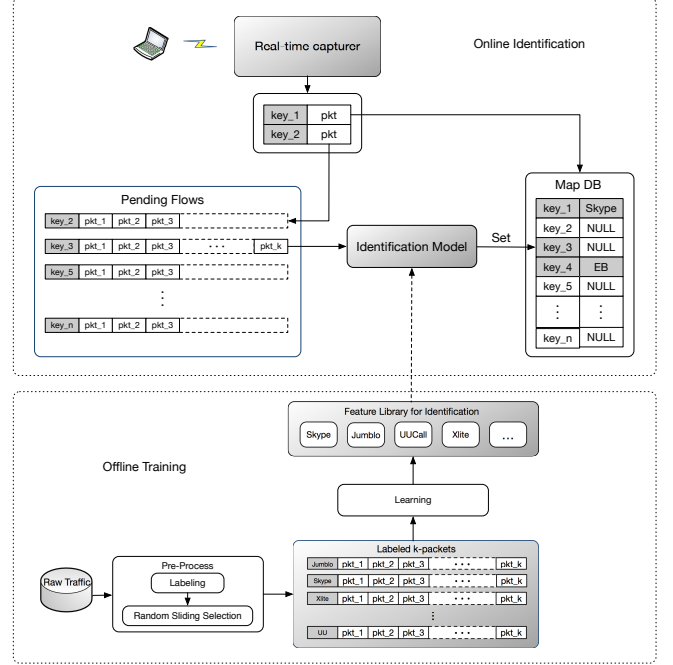 Real-time capturer
Online Identification
key_1 pkt
key_2 pkt
Pending Flows
key_2 pkt_1 pkt_2 pkt_3
key_3 pkt_1 pkt_2 pkt_3 ··· pkt_k
key_5 pkt_1 pkt_2 pkt_3
⋮
key_n pkt_1 pkt_2 pkt_3
Identification Model
Set
Map DB
key_1 Skype
key_2 NULL
key_3 NULL
key_4 EB
key_5 NULL
⋮ ⋮
key_n NULL
Feature Library for Identification
Skype Jumblo UUCall Xlite ...
Offline Training
Learning
Raw Traffic
Pre-Process
Labeling
Random Sliding Selection
Labeled k-packets
Jumblo pkt_1 pkt_2 pkt_3 ··· pkt_k
Skype pkt_1 pkt_2 pkt_3 ··· pkt_k
Xlite pkt_1 pkt_2 pkt_3 ··· pkt_k
⋮
UU pkt_1 pkt_2 pkt_3 ··· pkt_k